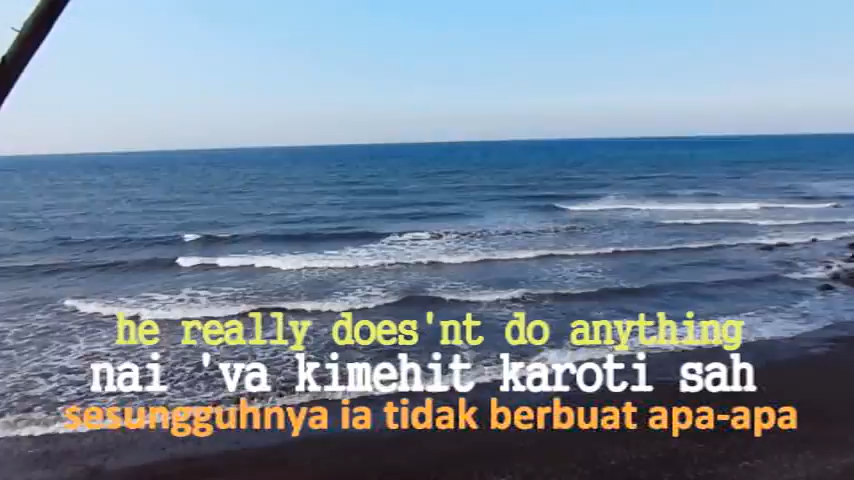 he really does'nt do anything
nai 'va kimehit karoti sah
sesungguhnya ia tidak berbuat apa-apa